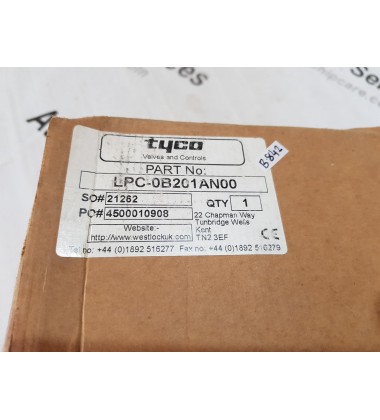 tyco
Valves and Controls
B842
PART No:
LPC-0B201AN00
SO# 21262 QTY 1
PO# 4500010908
22 Chapman Way
Tunbridge Wells
Kent
TN2 3EF
Website:-
http://www.westlockuk.com
CE
Tel no: +44 (0)1892 516277 Fax no: +44 (0)1892 516279